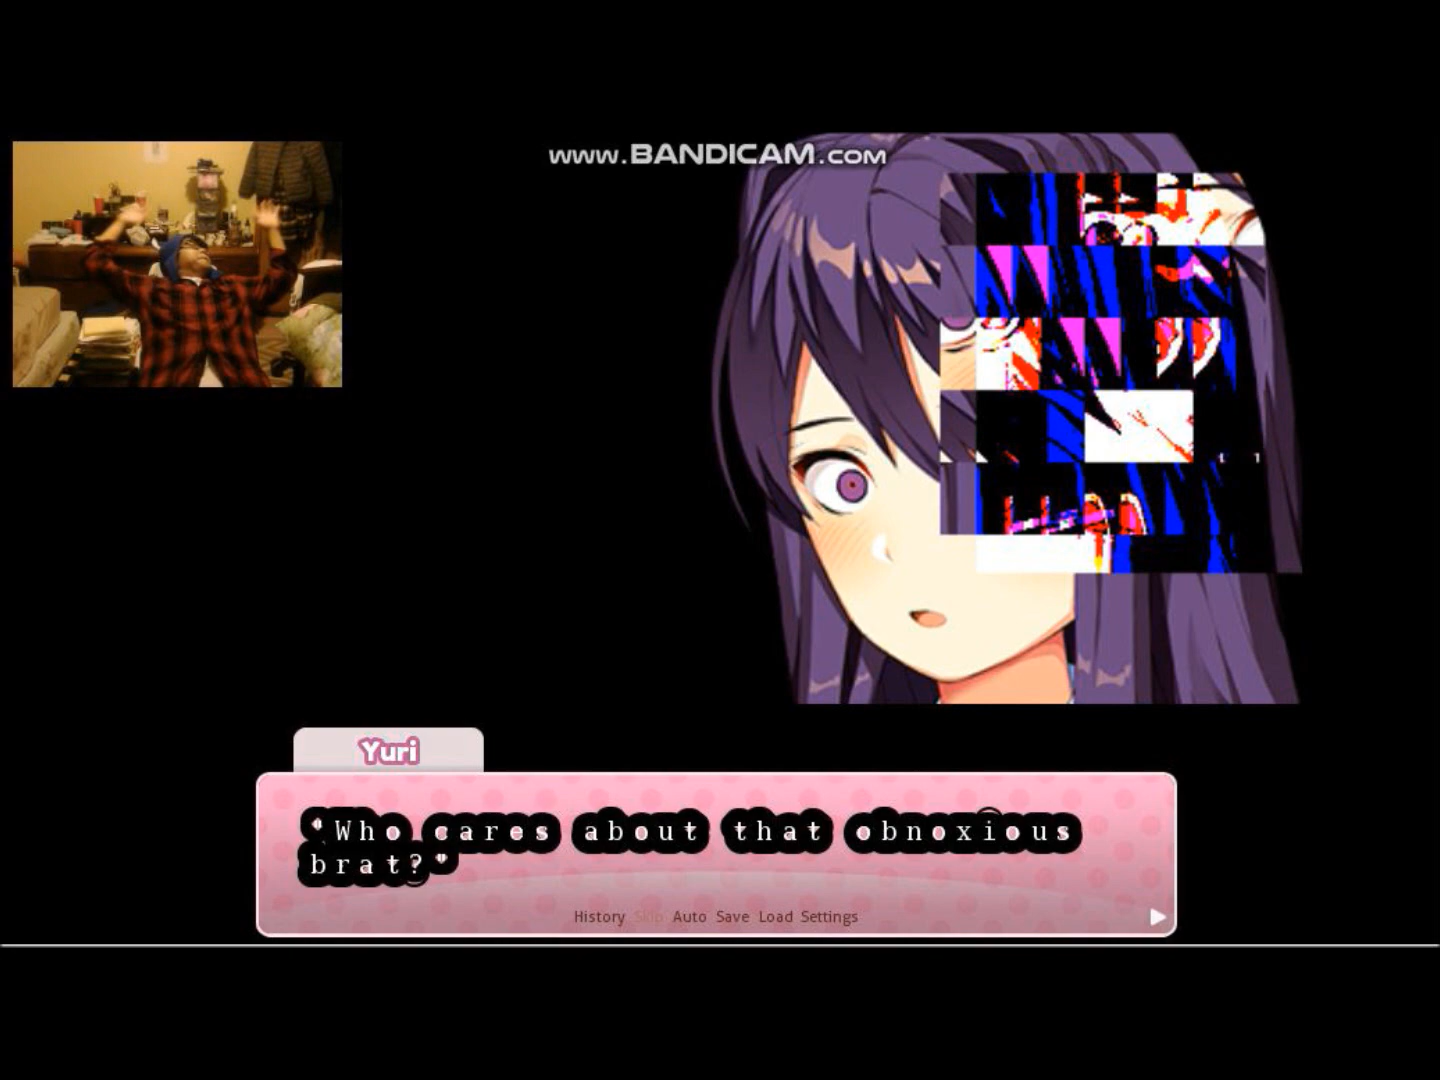 www.BANDICAM.COM
Yuri
"Who cares about that obnoxious
brat?"
History Skip Auto Save Load Settings